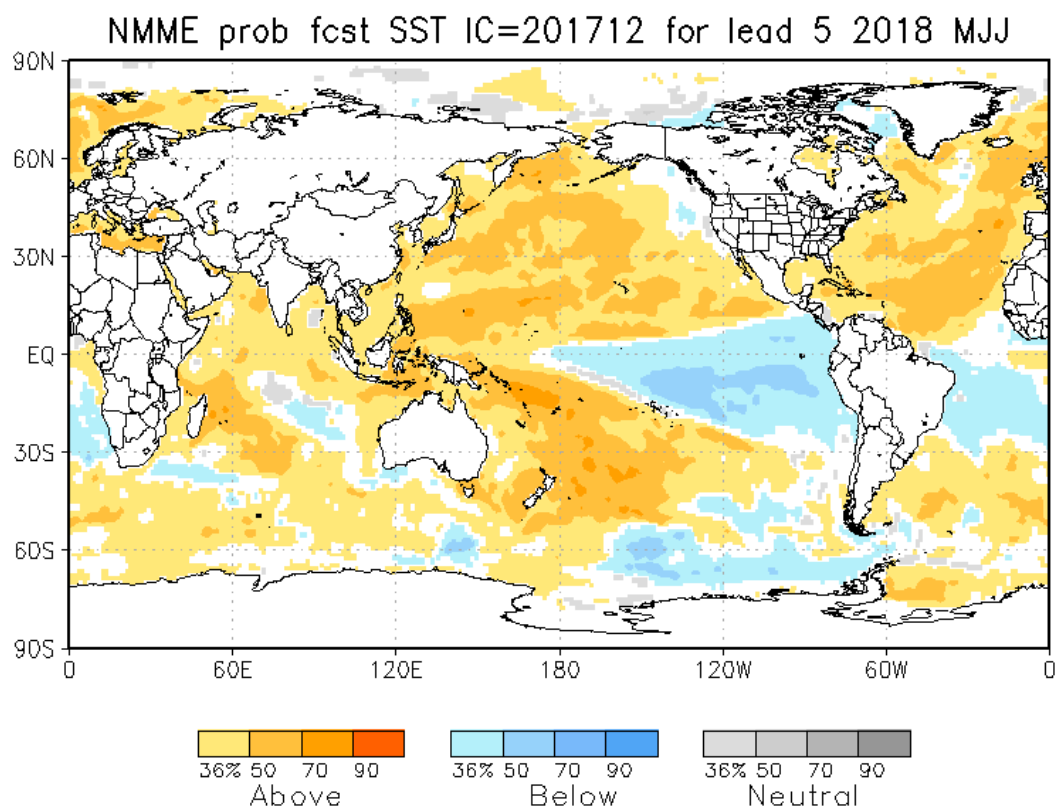 NMME prob fcst SST IC=201712 for lead 5 2018 MJJ
90N
60N
30N
EQ
30S
60S
90S
0 60E 120E 180 120W 60W 0
36% 50 70 90 36% 50 70 90 36% 50 70 90
Above Below Neutral